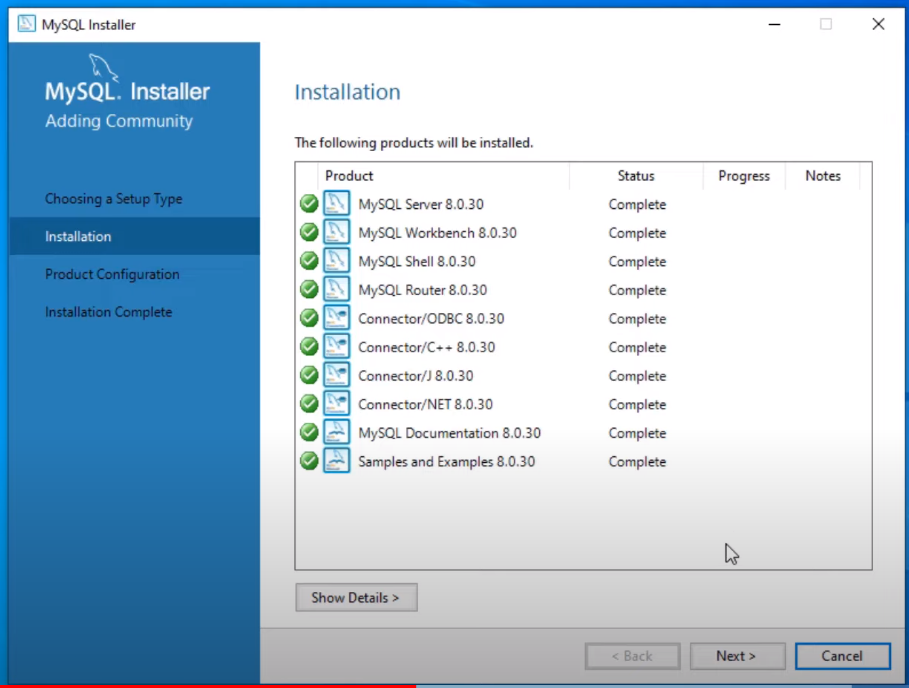 MySQL Installer
MySQL. Installer
Adding Community
Choosing a Setup Type
Installation
Product Configuration
Installation Complete
Installation
The following products will be installed.
Product Status Progress Notes
MySQL Server 8.0.30 Complete
MySQL Workbench 8.0.30 Complete
MySQL Shell 8.0.30 Complete
MySQL Router 8.0.30 Complete
Connector/ODBC 8.0.30 Complete
Connector/C++ 8.0.30 Complete
Connector/J 8.0.30 Complete
Connector/NET 8.0.30 Complete
MySQL Documentation 8.0.30 Complete
Samples and Examples 8.0.30 Complete
Show Details >
< Back Next > Cancel